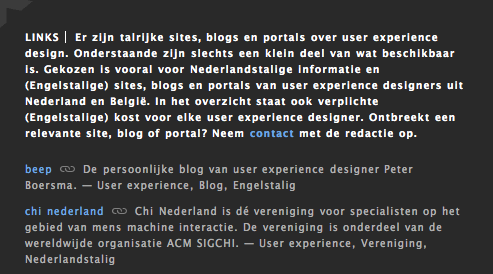 LINKS | Er zijn talrijke sites, blogs en portals over user experience
design. Onderstaande zijn slechts een klein deel van wat beschikbaar
is. Gekozen is vooral voor Nederlandstalige informatie en
(Engelstalige) sites, blogs en portals van user experience designers uit
Nederland en België. In het overzicht staat ook verplichte
(Engelstalige) kost voor elke user experience designer. Ontbreekt een
relevante site, blog of portal? Neem contact met de redactie op.
beep De persoonlijke blog van user experience designer Peter
Boersma. — User experience, Blog, Engelstalig
chi nederland Chi Nederland is dé vereniging voor specialisten op het
gebied van mens machine interactie. De vereniging is onderdeel van de
wereldwijde organisatie ACM SIGCHI. — User experience, Vereniging,
Nederlandstalig